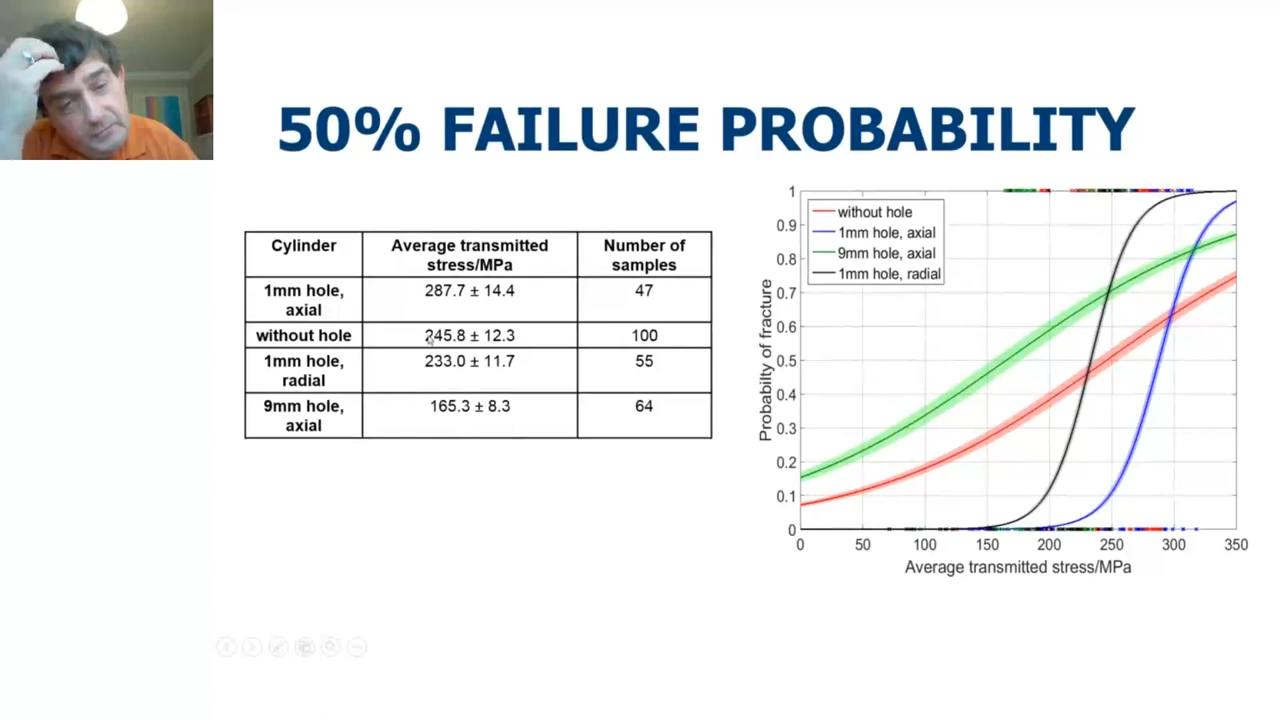 50% FAILURE PROBABILITY
Cylinder
Average transmitted
stress/MPa
Number of
samples
1mm hole,
axial
287.7 ± 14.4
47
without hole
245.8 ± 12.3
100
1mm hole,
radial
233.0 ± 11.7
55
9mm hole,
axial
165.3 ± 8.3
64
without hole
1mm hole, axial
9mm hole, axial
1mm hole, radial
Probabilty of fracture
1
0.9
0.8
0.7
0.6
0.5
0.4
0.3
0.2
0.1
0
0 50 100 150 200 250 300 350
Average transmitted stress/MPa